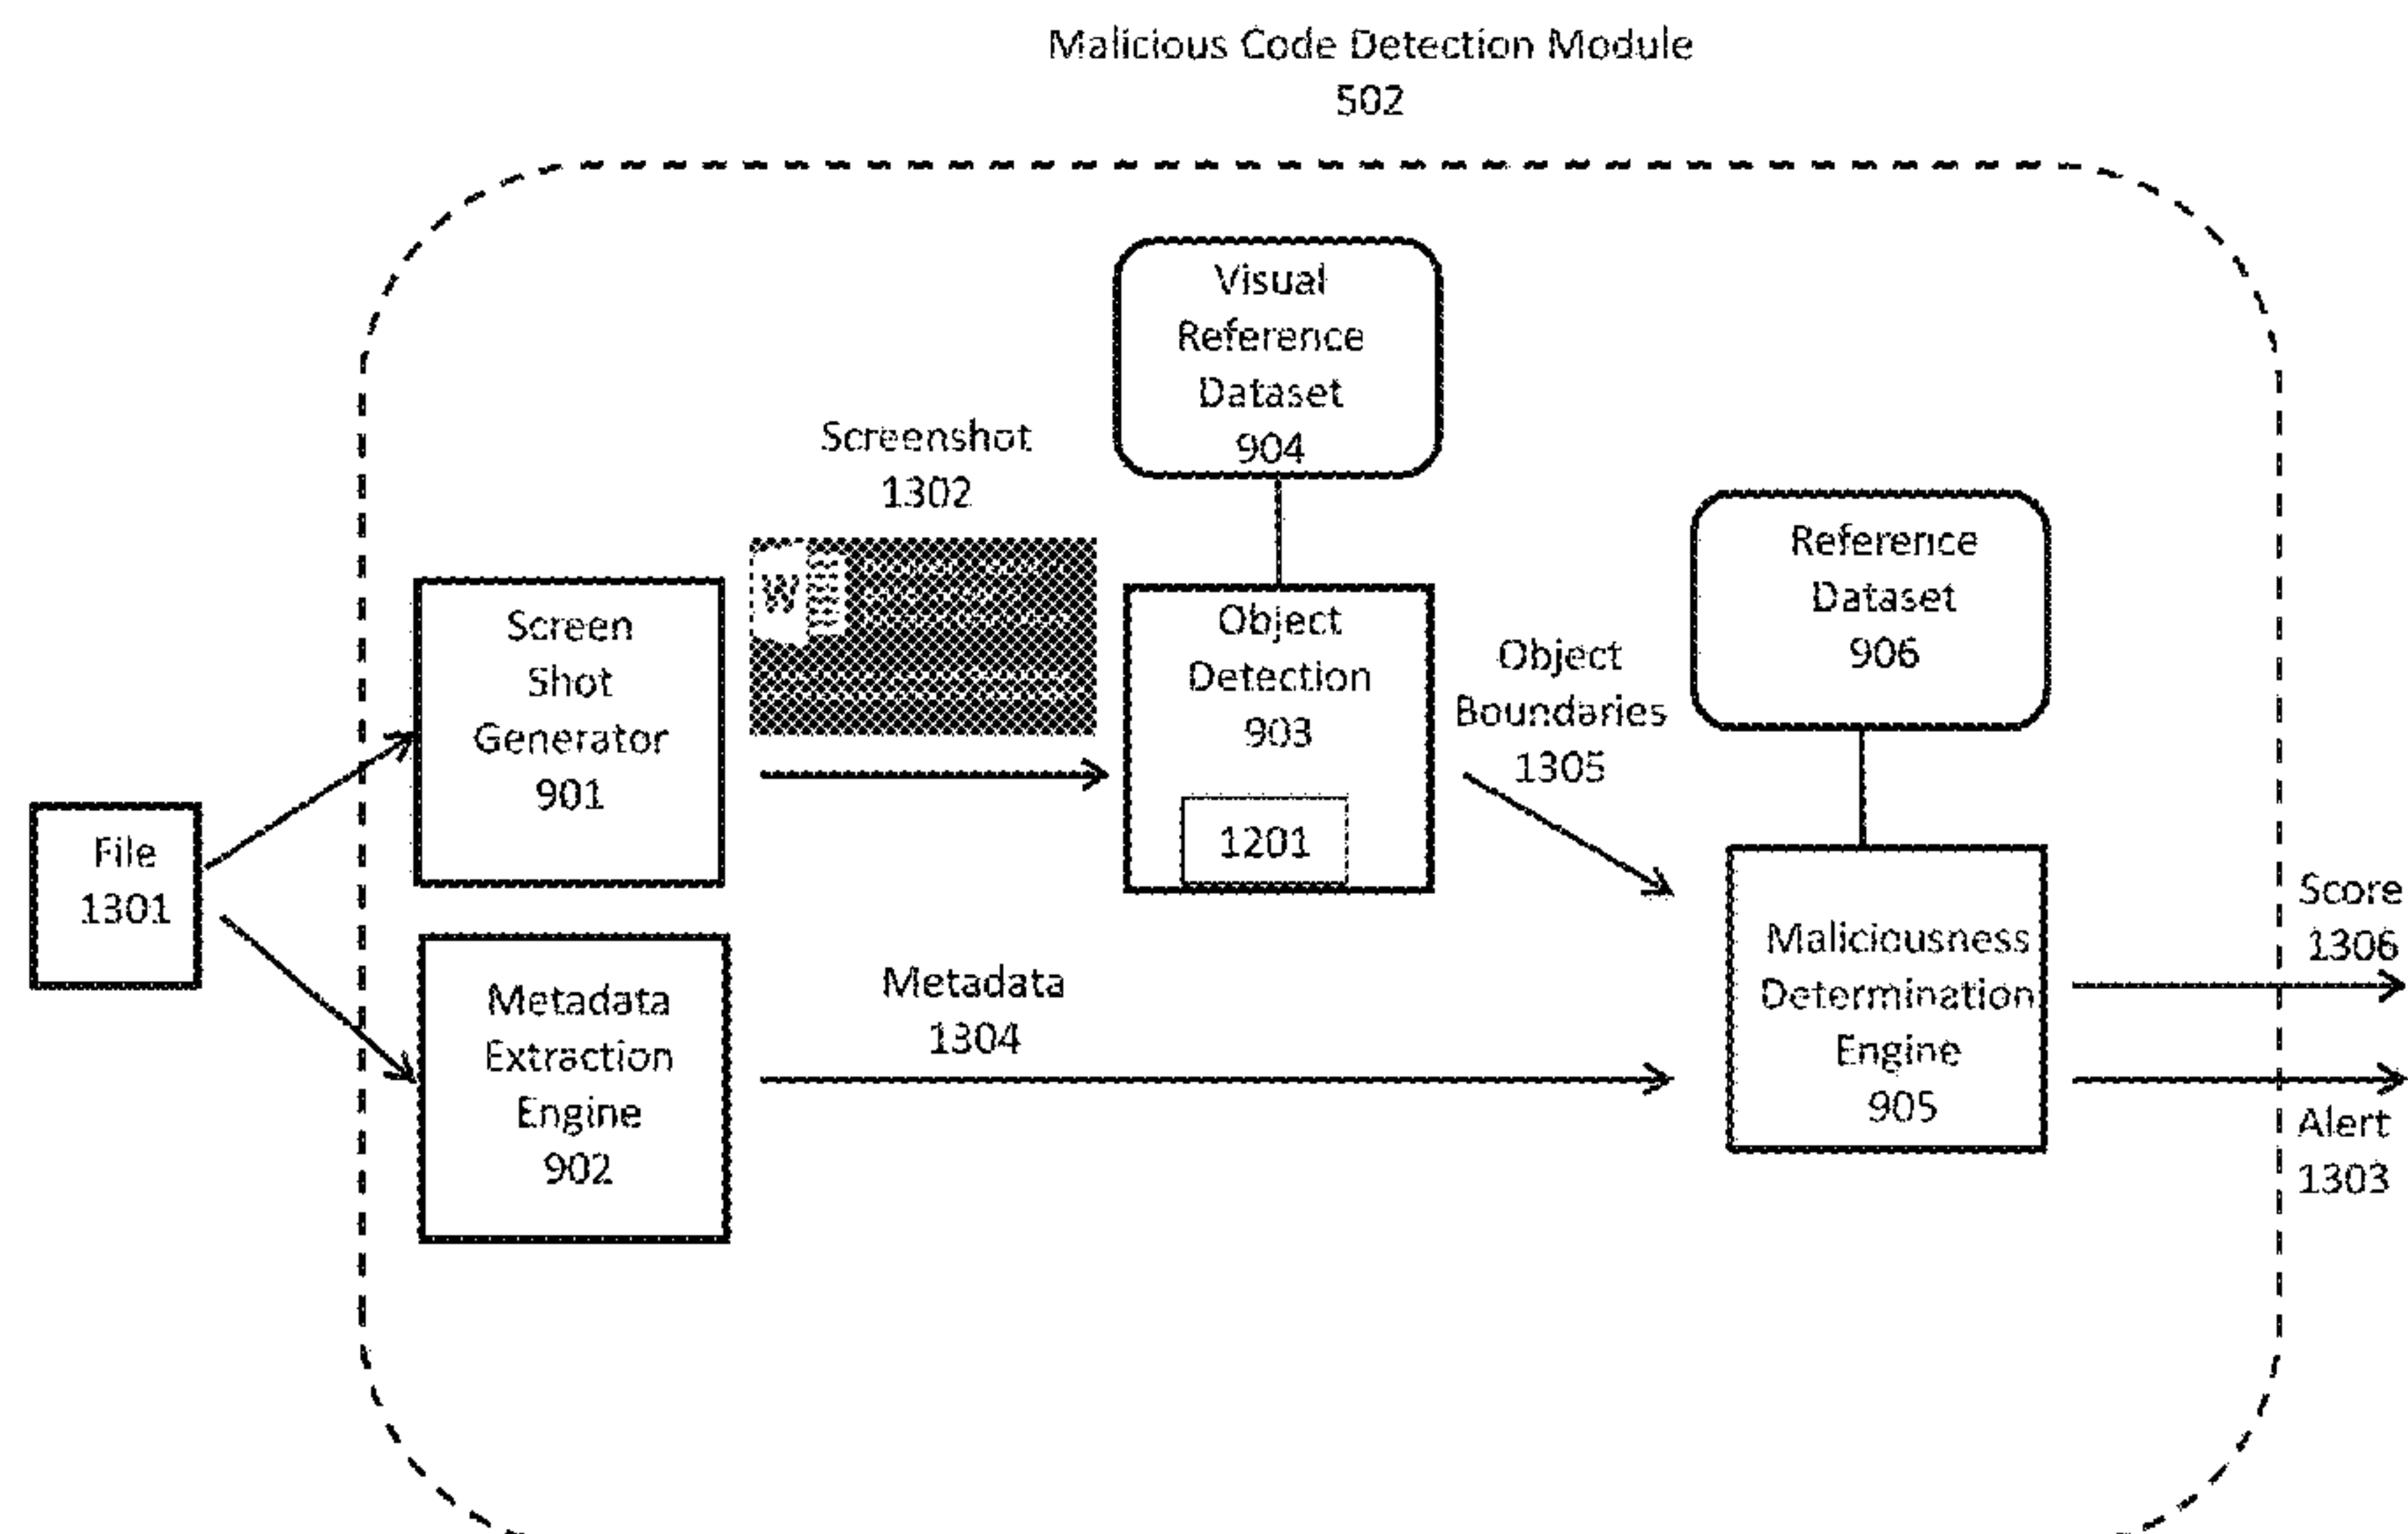 Malicious Code Detection Module
502
Visual
Reference
Dataset
904
Screenshot
1302
W
Reference
Dataset
906
Screen
Shot
Generator
901
Object
Detection
903
1201
Object
Boundaries
1305
File
1301
Metadata
Extraction
Engine
902
Metadata
1304
Maliciousness
Determination
Engine
905
Score
1306
Alert
1303